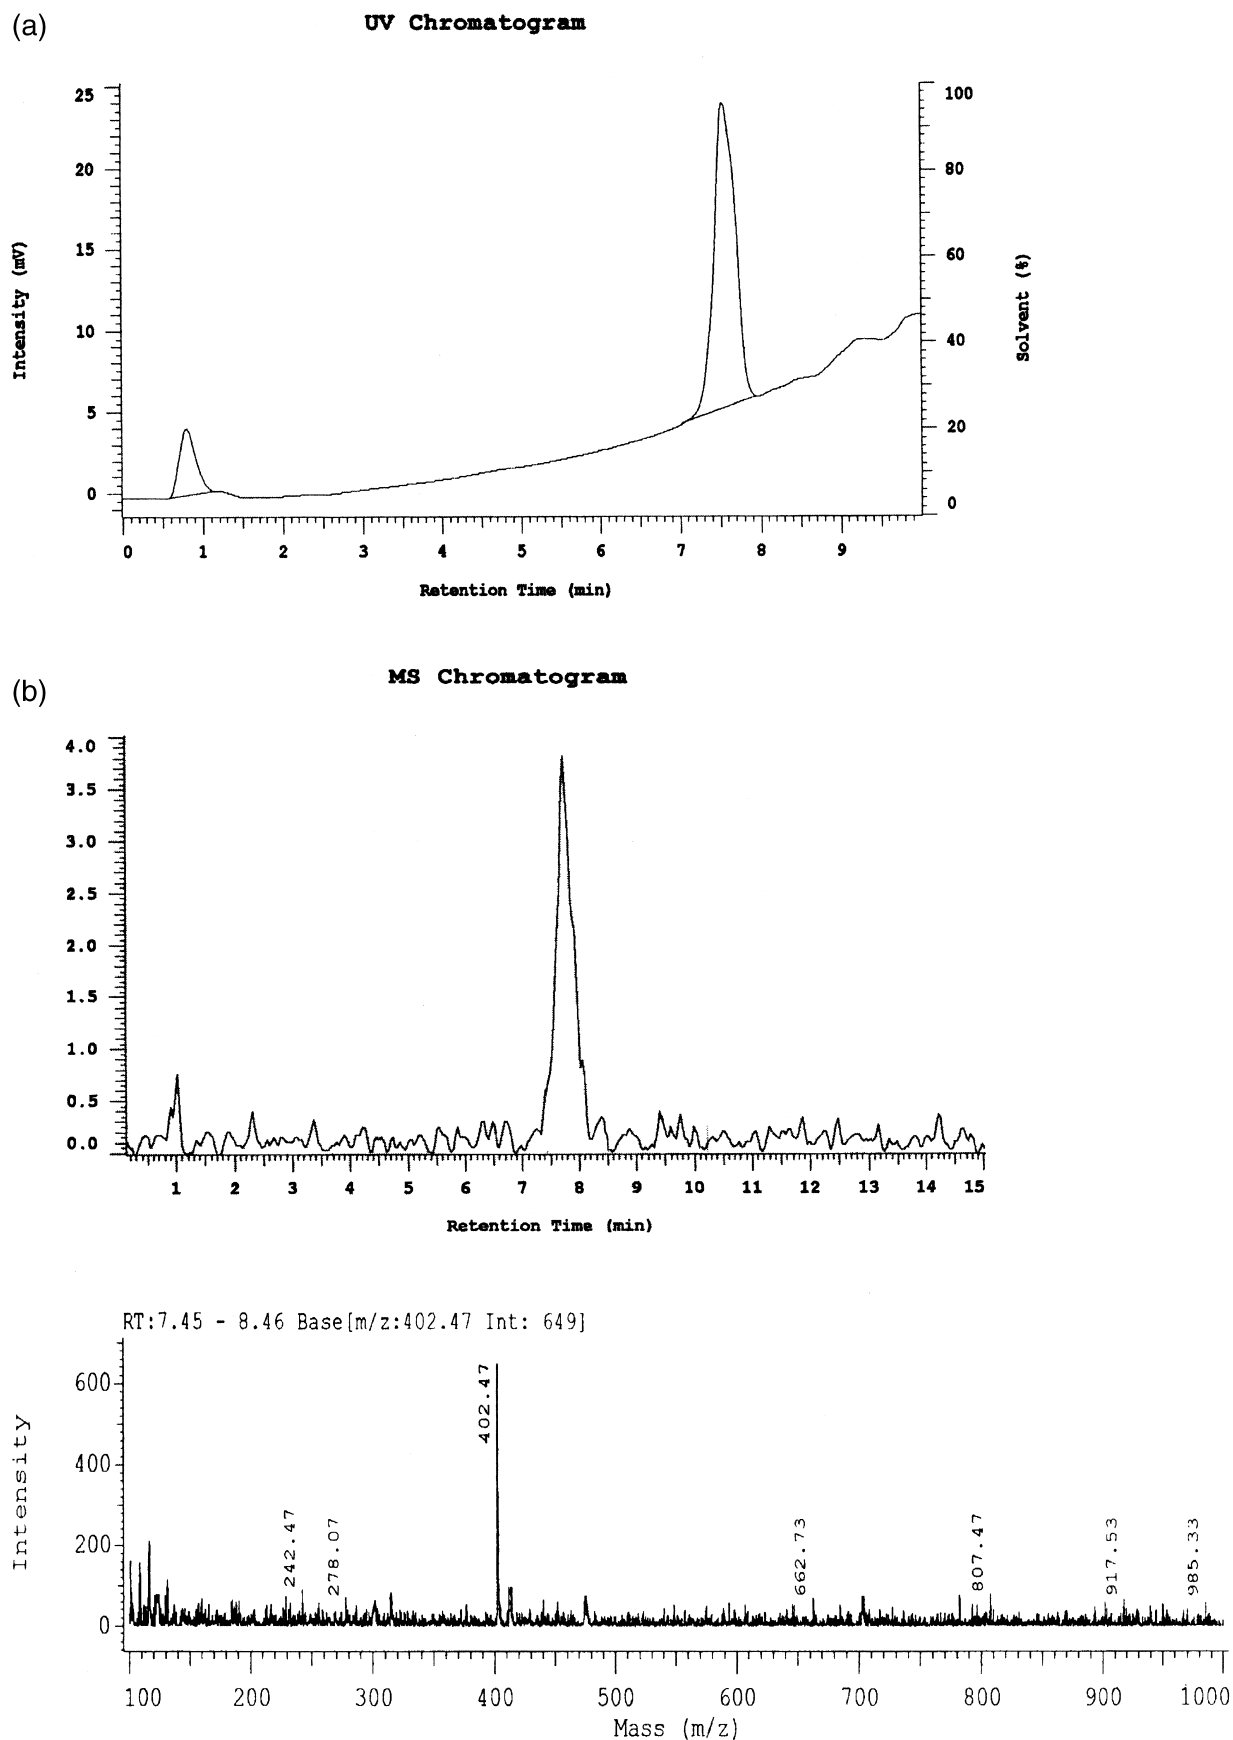 (a)
UV Chromatogram
25
20
15
10
5
0
Intensity (mV)
100
80
60
40
20
0
Solvent (%)
0 1 2 3 4 5 6 7 8 9
Retention Time (min)
(b)
MS Chromatogram
4.0
3.5
3.0
2.5
2.0
1.5
1.0
0.5
0.0
1 2 3 4 5 6 7 8 9 10 11 12 13 14 15
Retention Time (min)
RT:7.45 - 8.46 Base[m/z:402.47 Int: 649]
600
400
200
0
Intensity
402.47
242.47
278.07
662.73
807.47
917.53
985.33
100 200 300 400 500 600 700 800 900 1000
Mass (m/z)